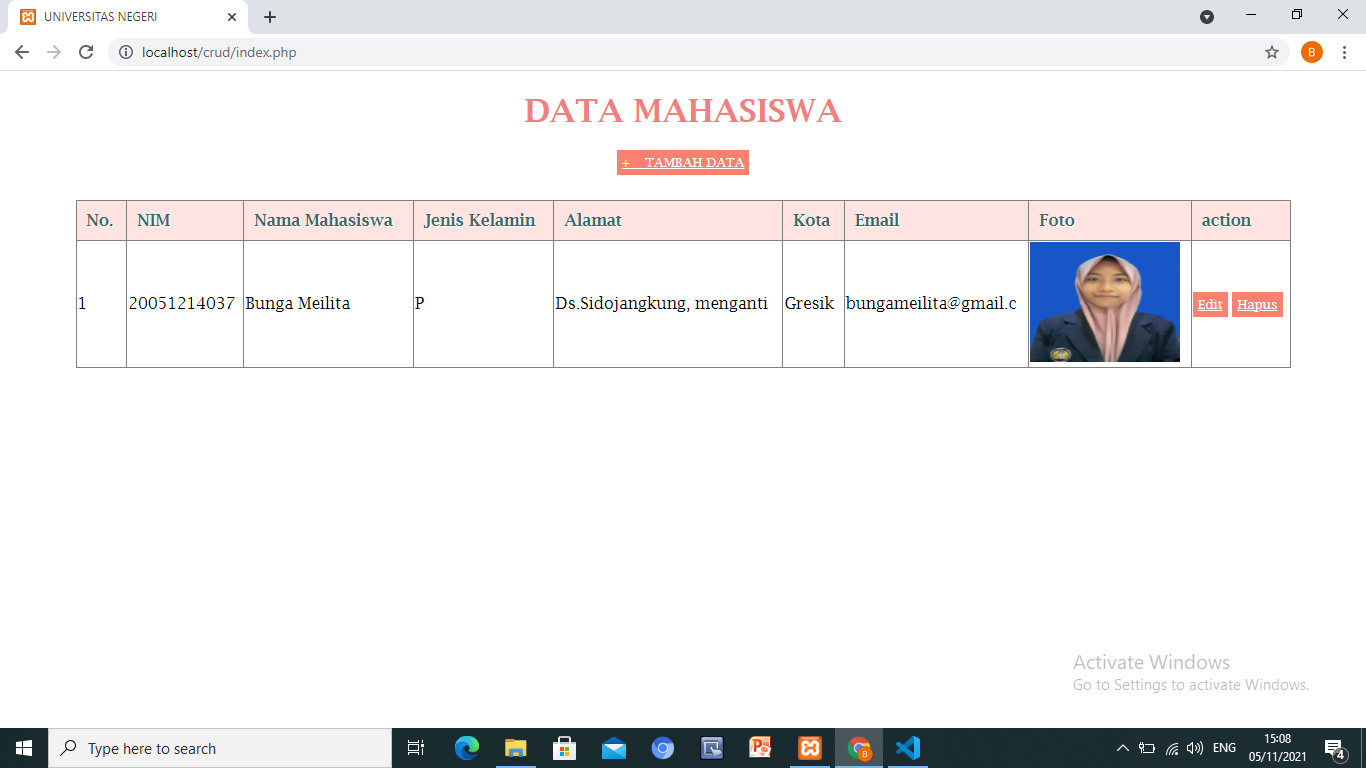 UNIVERSITAS NEGERI
localhost/crud/index.php
B
DATA MAHASISWA
+ TAMBAH DATA
No. NIM Nama Mahasiswa Jenis Kelamin Alamat Kota Email Foto action
1 20051214037 Bunga Meilita P Ds.Sidojangkung, menganti Gresik bungameilita@gmail.c Edit Hapus
Activate Windows
Go to Settings to activate Windows.
Type here to search
ENG
15:08
05/11/2021
4